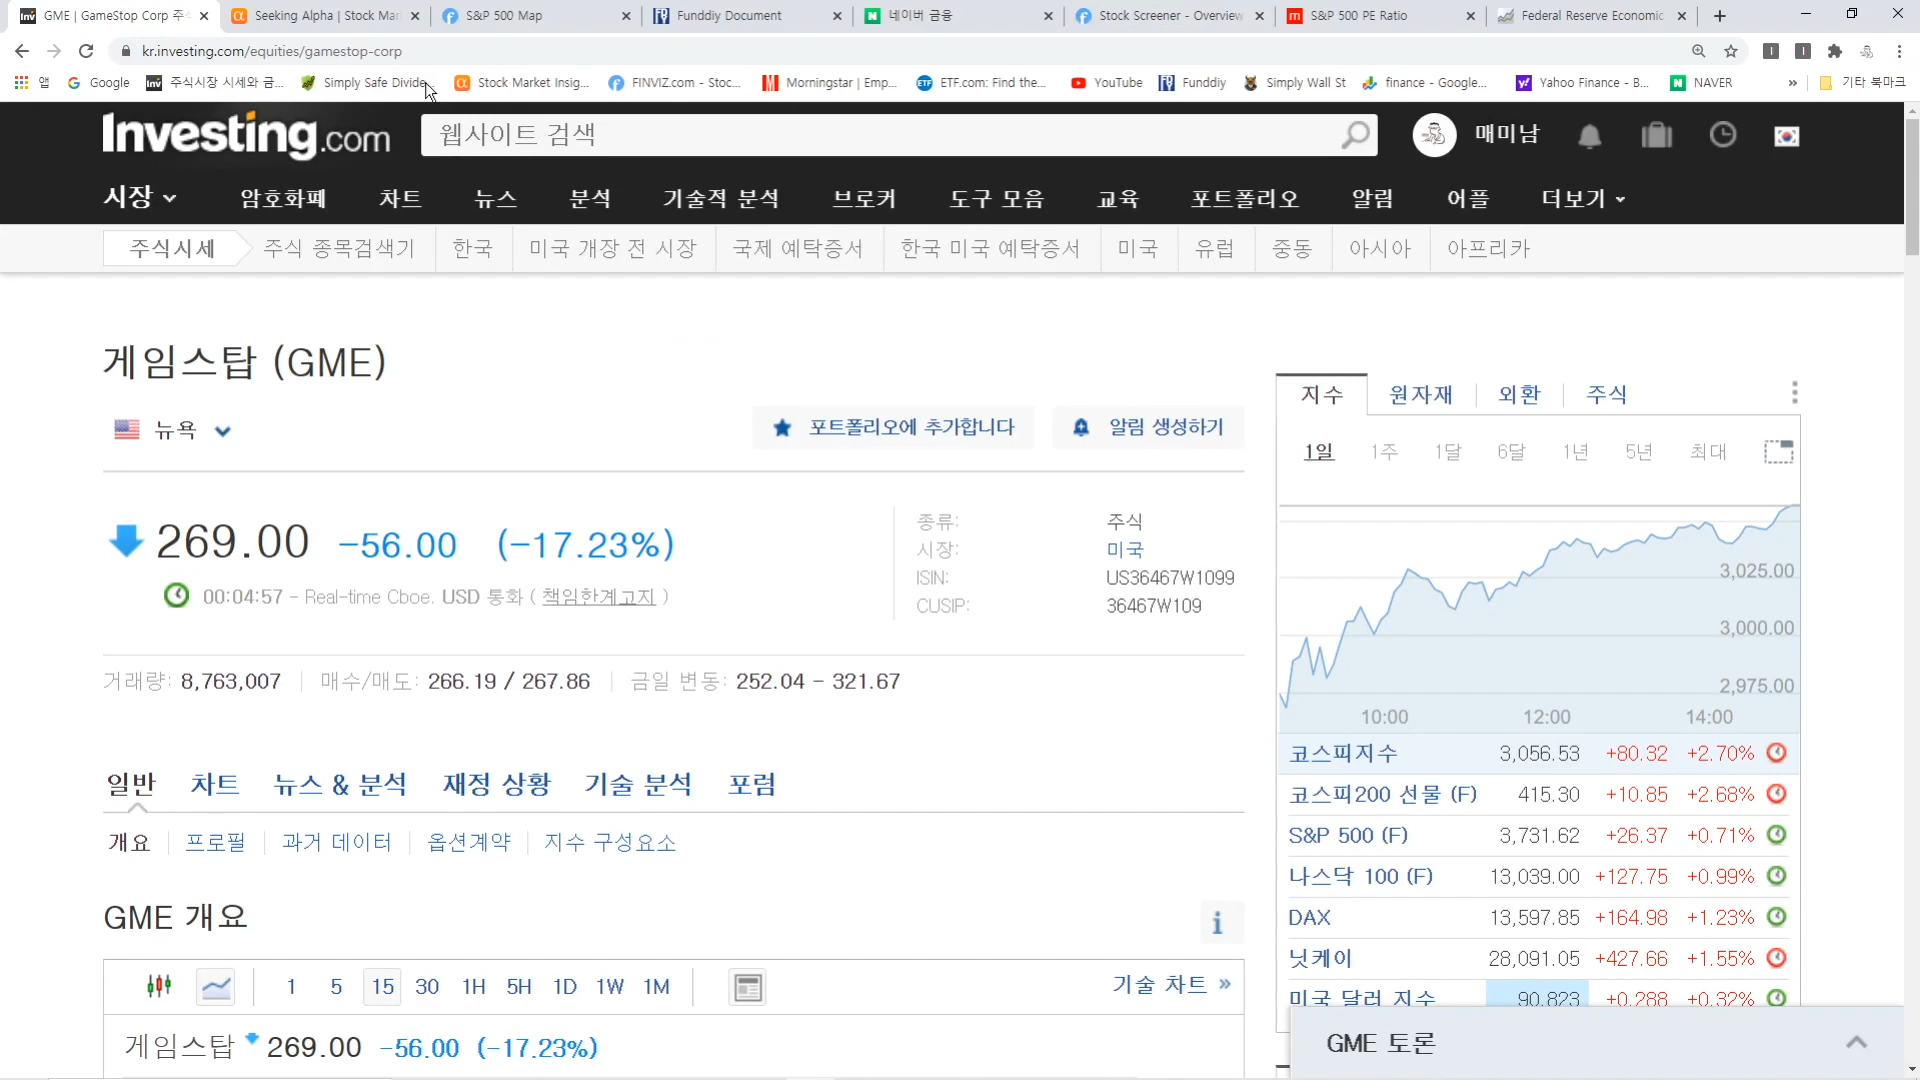 GME | GameStop Corp 주식
Seeking Alpha | Stock Mar
S&P 500 Map
Funddiy Document
네이버 금융
Stock Screener - Overview
S&P 500 PE Ratio
Federal Reserve Economic
kr.investing.com/equities/gamestop-corp
앱
Google
주식시장 시세와 금...
Simply Safe Divide
Stock Market Insig...
FINVIZ.com - Stoc...
Morningstar | Emp...
ETF.com: Find the...
YouTube
Funddiy
Simply Wall St
finance - Google...
Yahoo Finance - B...
NAVER
»
기타 북마크
Investing.com
웹사이트 검색
매미남
시장 암호화폐 차트 뉴스 분석 기술적 분석 브로커 도구 모음 교육 포트폴리오 알림 어플 더보기
주식시세 주식 종목검색기 한국 미국 개장 전 시장 국제 예탁증서 한국 미국 예탁증서 미국 유럽 중동 아시아 아프리카
게임스탑 (GME)
뉴욕
포트폴리오에 추가합니다
알림 생성하기
269.00 -56.00 (-17.23%)
00:04:57 - Real-time Cboe. USD 통화 ( 책임한계고지 )
종류: 주식
시장: 미국
ISIN: US36467W1099
CUSIP: 36467W109
거래량: 8,763,007 매수/매도: 266.19 / 267.86 금일 변동: 252.04 - 321.67
일반 차트 뉴스 & 분석 재정 상황 기술 분석 포럼
개요 프로필 과거 데이터 옵션계약 지수 구성요소
GME 개요
i
1 5 15 30 1H 5H 1D 1W 1M
기술 차트 »
게임스탑 269.00 -56.00 (-17.23%)
지수 원자재 외환 주식
1일 1주 1달 6달 1년 5년 최대
3,025.00
3,000.00
2,975.00
10:00 12:00 14:00
코스피지수 3,056.53 +80.32 +2.70%
코스피200 선물 (F) 415.30 +10.85 +2.68%
S&P 500 (F) 3,731.62 +26.37 +0.71%
나스닥 100 (F) 13,039.00 +127.75 +0.99%
DAX 13,597.85 +164.98 +1.23%
닛케이 28,091.05 +427.66 +1.55%
미국 달러 지수 90.823 +0.288 +0.32%
GME 토론